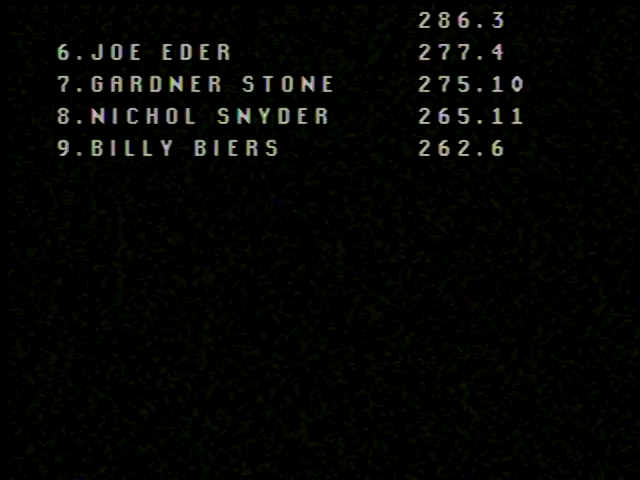 286.3
6.JOE EDER 277.4
7.GARDNER STONE 275.10
8.NICHOL SNYDER 265.11
9.BILLY BIERS 262.6